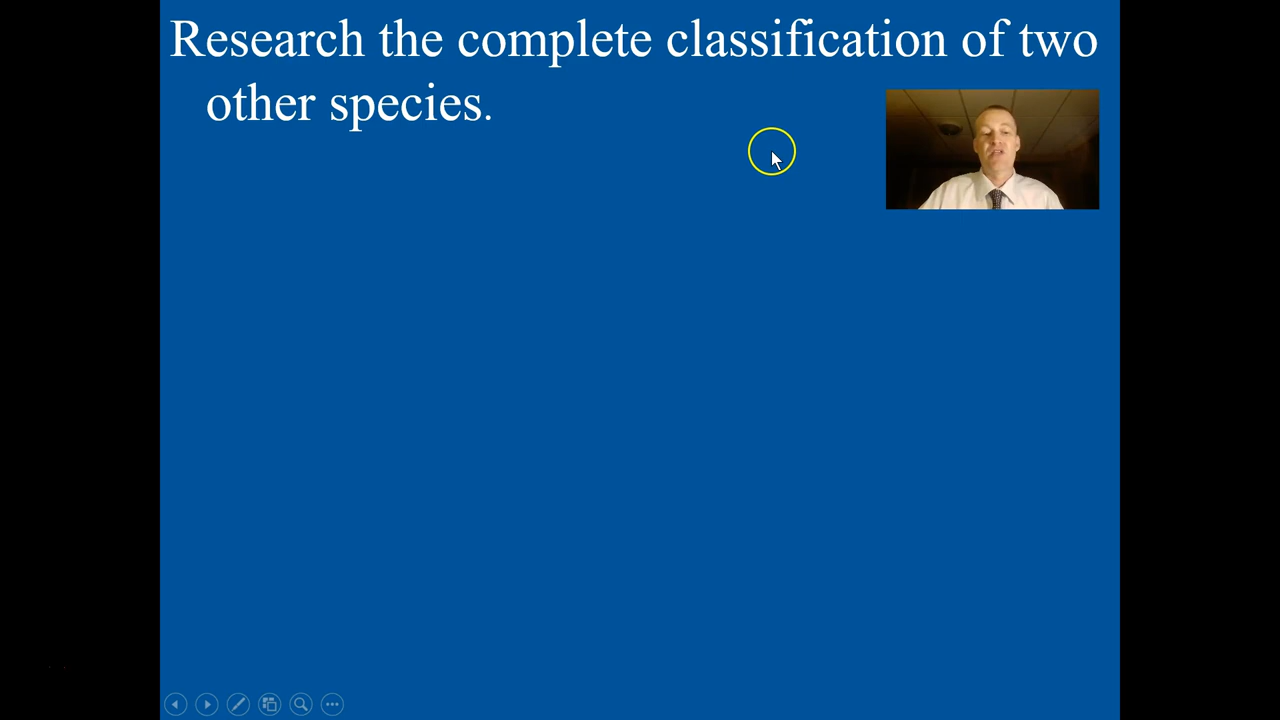 Research the complete classification of two
other species.